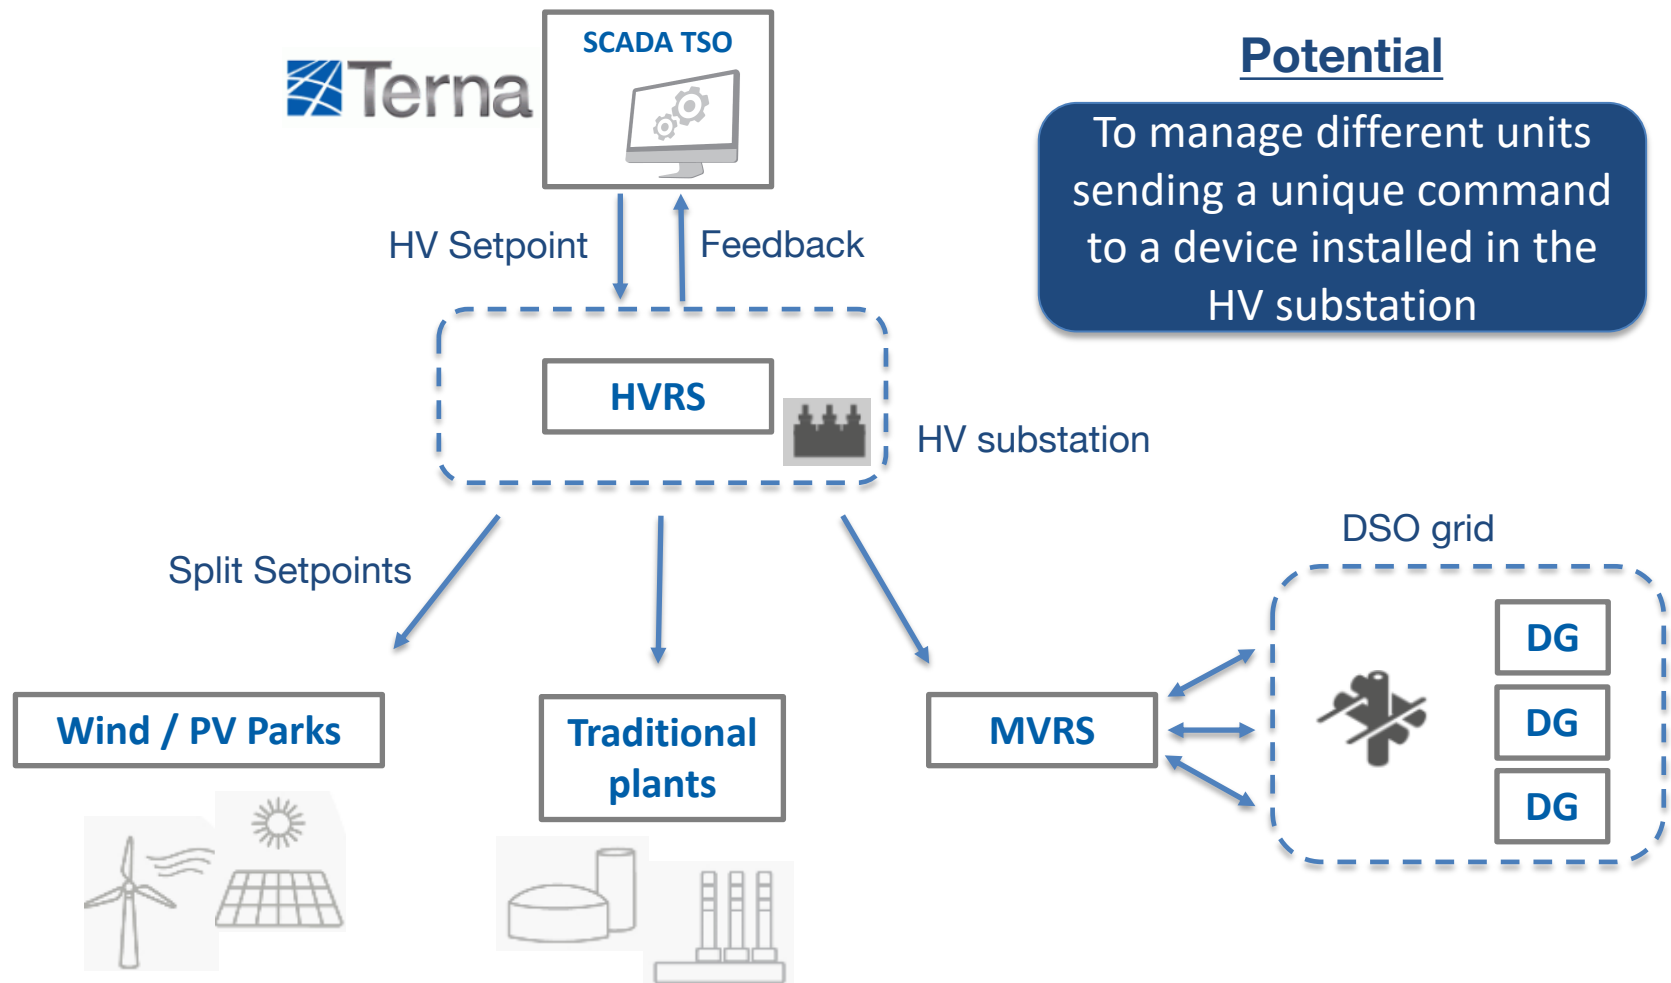 SCADA TSO
Terna
Potential
To manage different units
sending a unique command
to a device installed in the
HV substation
HV Setpoint
Feedback
HVRS
HV substation
Split Setpoints
DSO grid
DG
DG
DG
Wind / PV Parks
Traditional
plants
MVRS